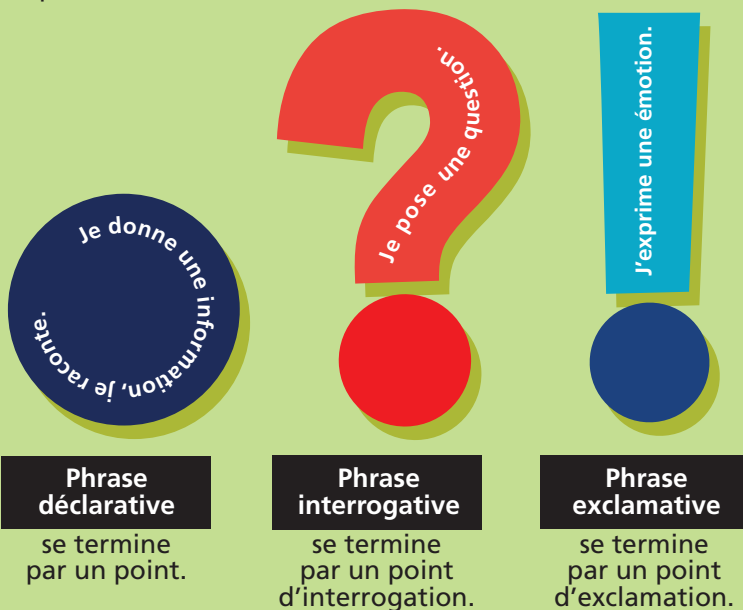 Je donne une information, je raconte.
Je pose une question.
J'exprime une émotion.
Phrase
déclarative
se termine
par un point.
Phrase
interrogative
se termine
par un point
d'interrogation.
Phrase
exclamative
se termine
par un point
d'exclamation.